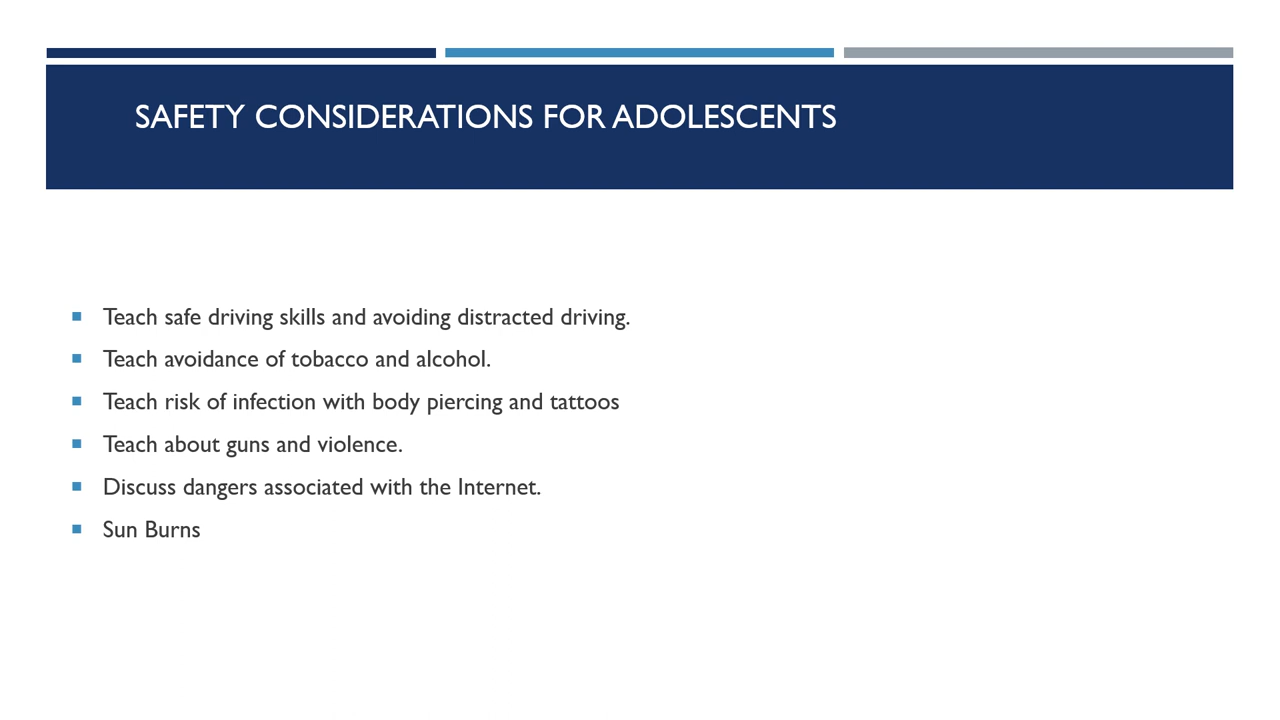 SAFETY CONSIDERATIONS FOR ADOLESCENTS
Teach safe driving skills and avoiding distracted driving.
Teach avoidance of tobacco and alcohol.
Teach risk of infection with body piercing and tattoos
Teach about guns and violence.
Discuss dangers associated with the Internet.
Sun Burns